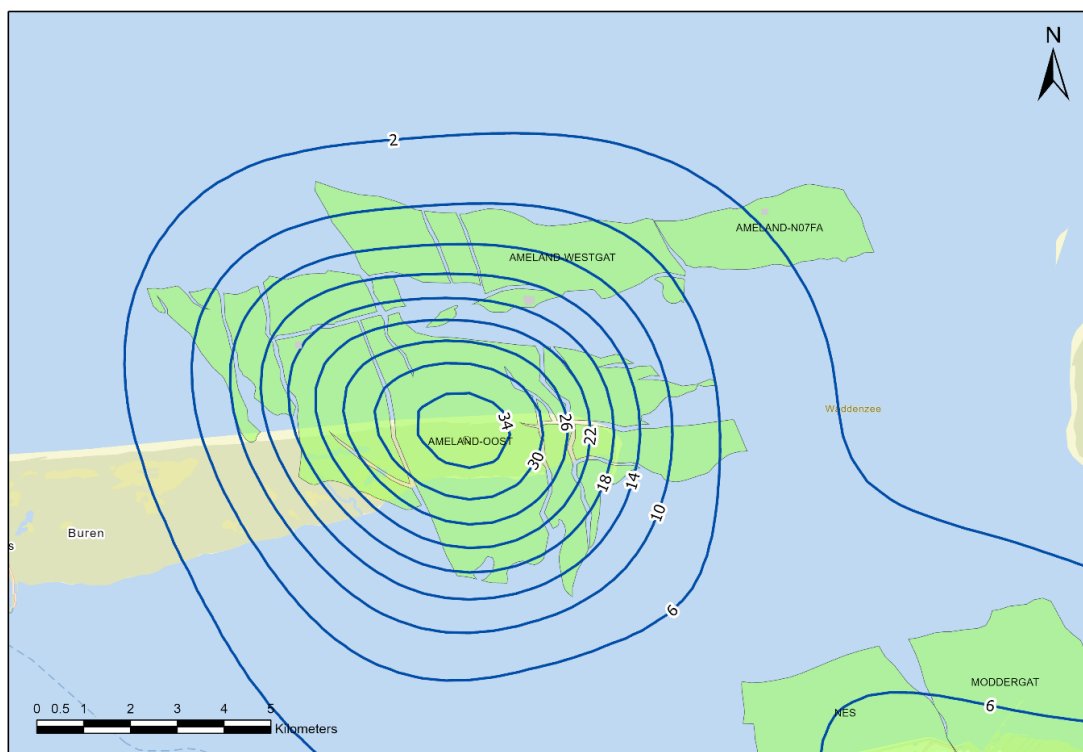 N
2
AMELAND-N07FA
AMELAND-WESTGAT
Waddenzee
34
26
AMELAND-OOST
22
30
18
14
10
Buren
s
6
MODDERGAT
NES
6
0 0.5 1 2 3 4 5
Kilometers